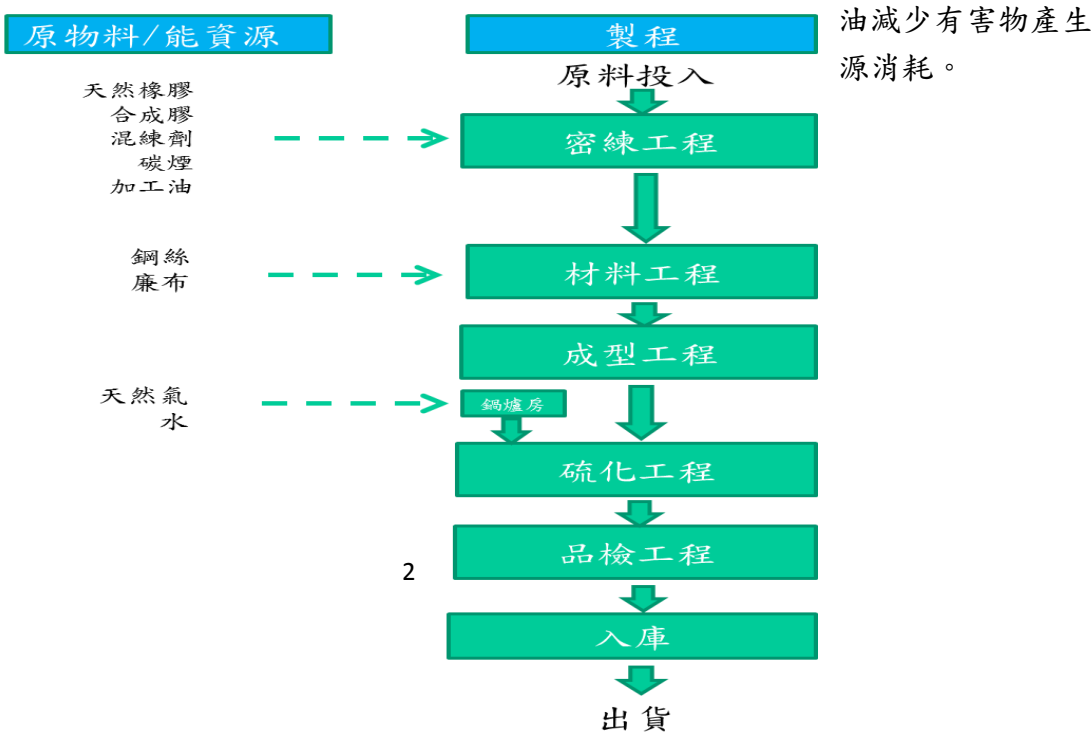 原物料/能資源
製程
油減少有害物產生
源消耗。
原料投入
天然橡膠
合成膠
混練劑
碳煙
加工油
密練工程
鋼絲
廉布
材料工程
成型工程
天然氣
水
鍋爐房
硫化工程
品檢工程
2
入庫
出貨